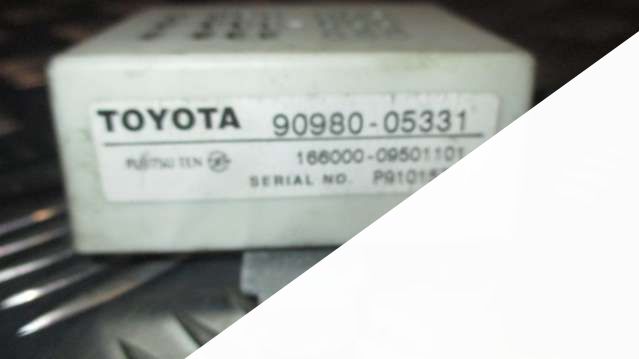 TOYOTA 90980-05331
FUJITSU TEN 166000-09501101
SERIAL NO.